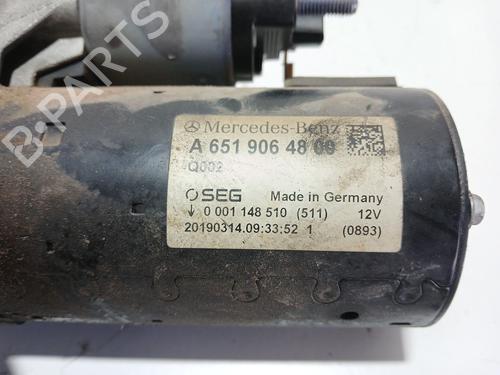 Mercedes-Benz
A 651 906 48 00
Q002
SEG Made in Germany
0 001 148 510 (511) 12V
20190314.09:33:52 1 (0893)